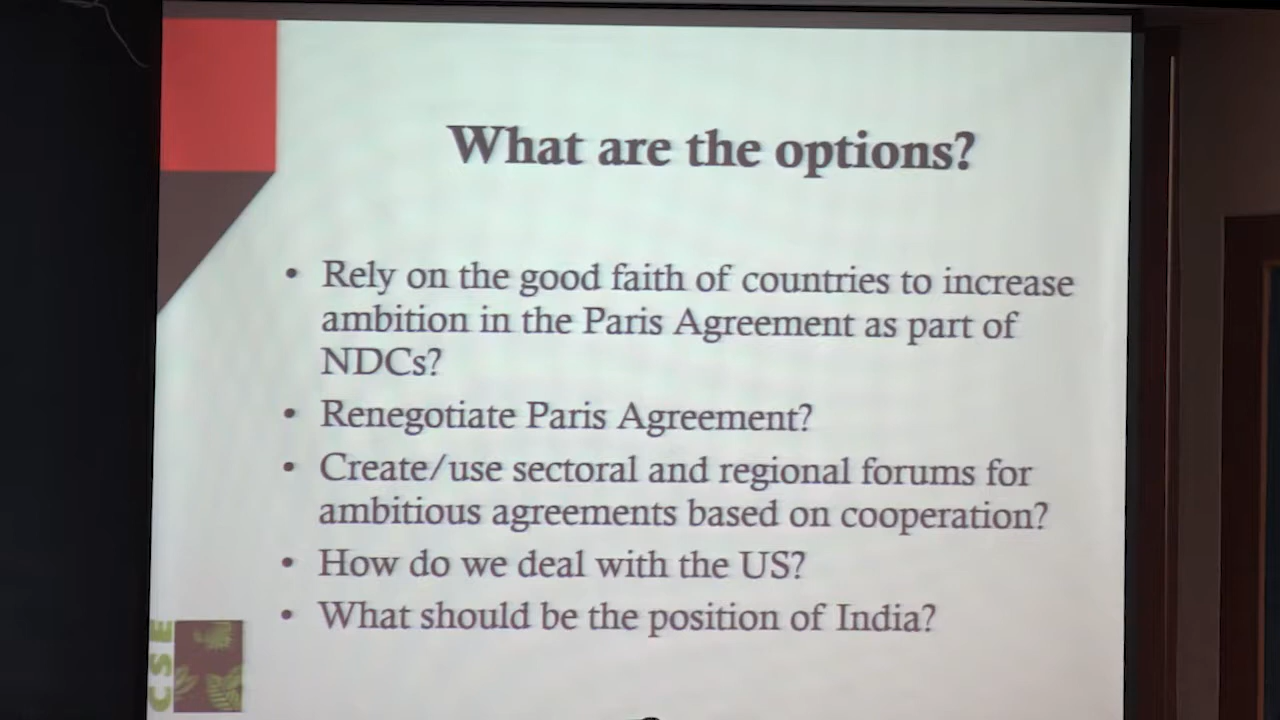 What are the options?
• Rely on the good faith of countries to increase
ambition in the Paris Agreement as part of
NDCs?
• Renegotiate Paris Agreement?
• Create/use sectoral and regional forums for
ambitious agreements based on cooperation?
• How do we deal with the US?
• What should be the position of India?
CSE